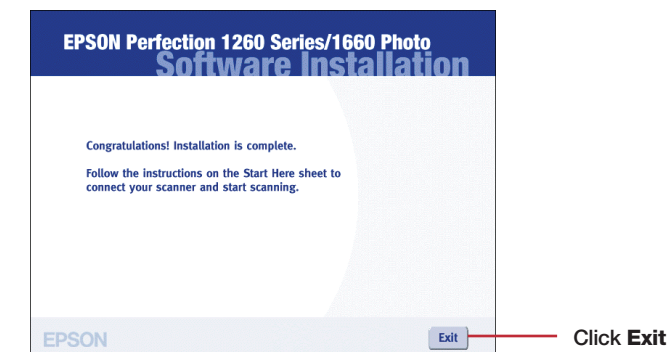 EPSON Perfection 1260 Series/1660 Photo
Software Installation
Congratulations! Installation is complete.
Follow the instructions on the Start Here sheet to
connect your scanner and start scanning.
EPSON
Exit
Click Exit